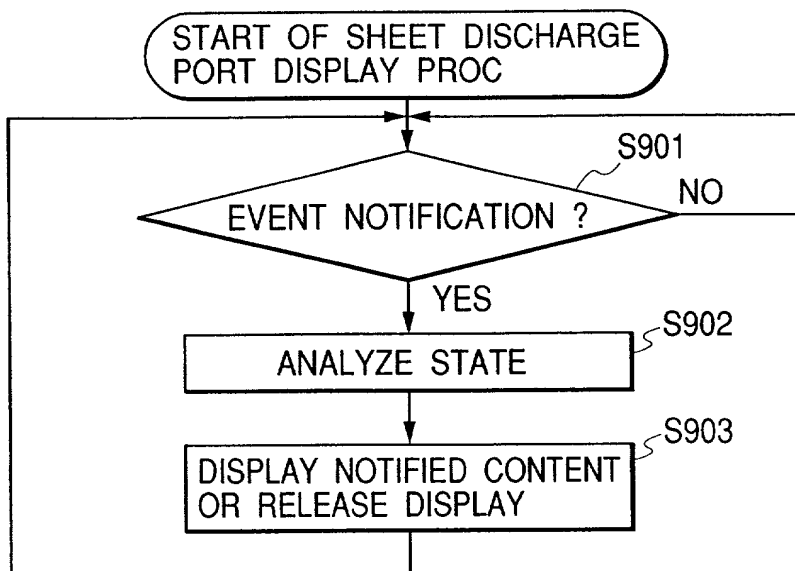 START OF SHEET DISCHARGE
PORT DISPLAY PROC
S901
EVENT NOTIFICATION ?
NO
YES
S902
ANALYZE STATE
S903
DISPLAY NOTIFIED CONTENT
OR RELEASE DISPLAY